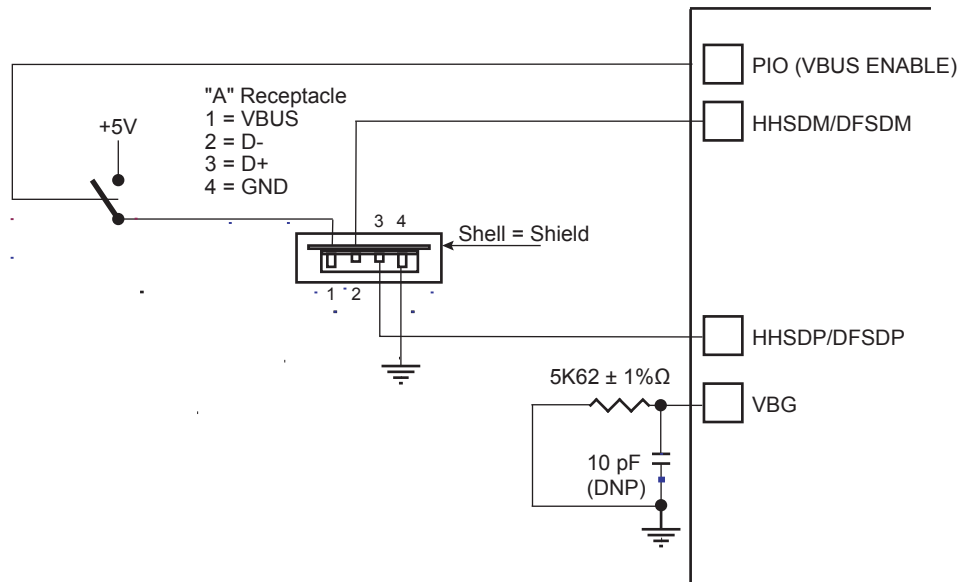 PIO (VBUS ENABLE)
"A" Receptacle
1 = VBUS
2 = D-
3 = D+
4 = GND
+5V
HHSDM/DFSDM
3 4
Shell = Shield
1 2
HHSDP/DFSDP
5K62 ± 1%Ω
VBG
10 pF
(DNP)